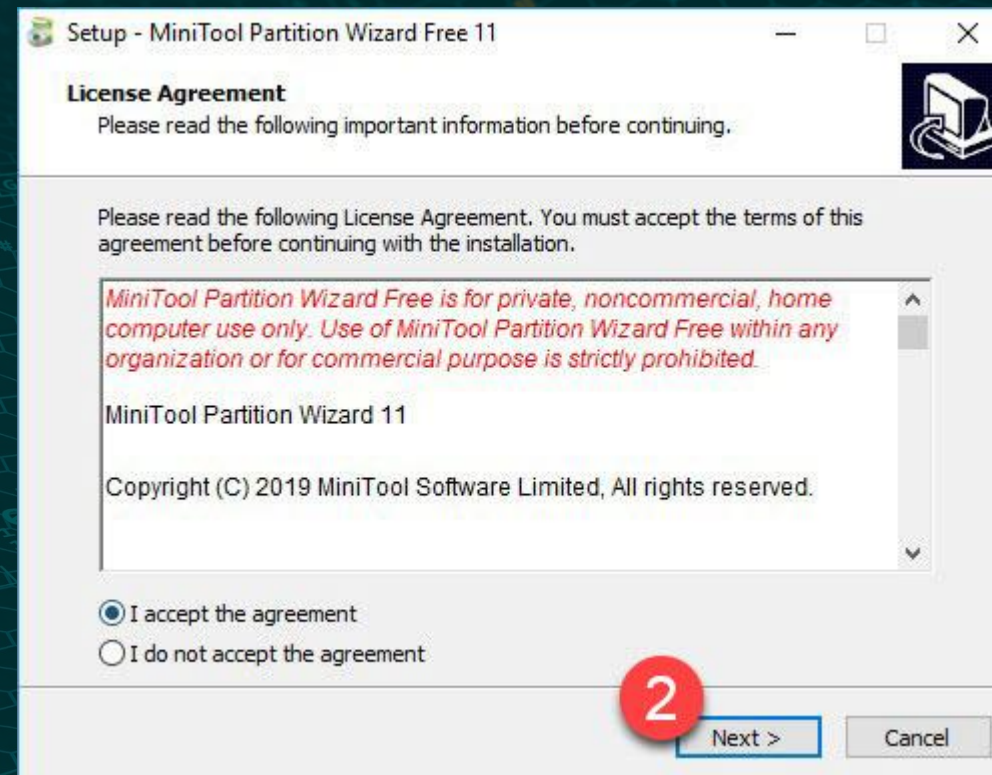 Setup - MiniTool Partition Wizard Free 11
License Agreement
Please read the following important information before continuing.
Please read the following License Agreement. You must accept the terms of this
agreement before continuing with the installation.
MiniTool Partition Wizard Free is for private, noncommercial, home
computer use only. Use of MiniTool Partition Wizard Free within any
organization or for commercial purpose is strictly prohibited.
MiniTool Partition Wizard 11
Copyright (C) 2019 MiniTool Software Limited, All rights reserved.
I accept the agreement
I do not accept the agreement
2
Next >
Cancel